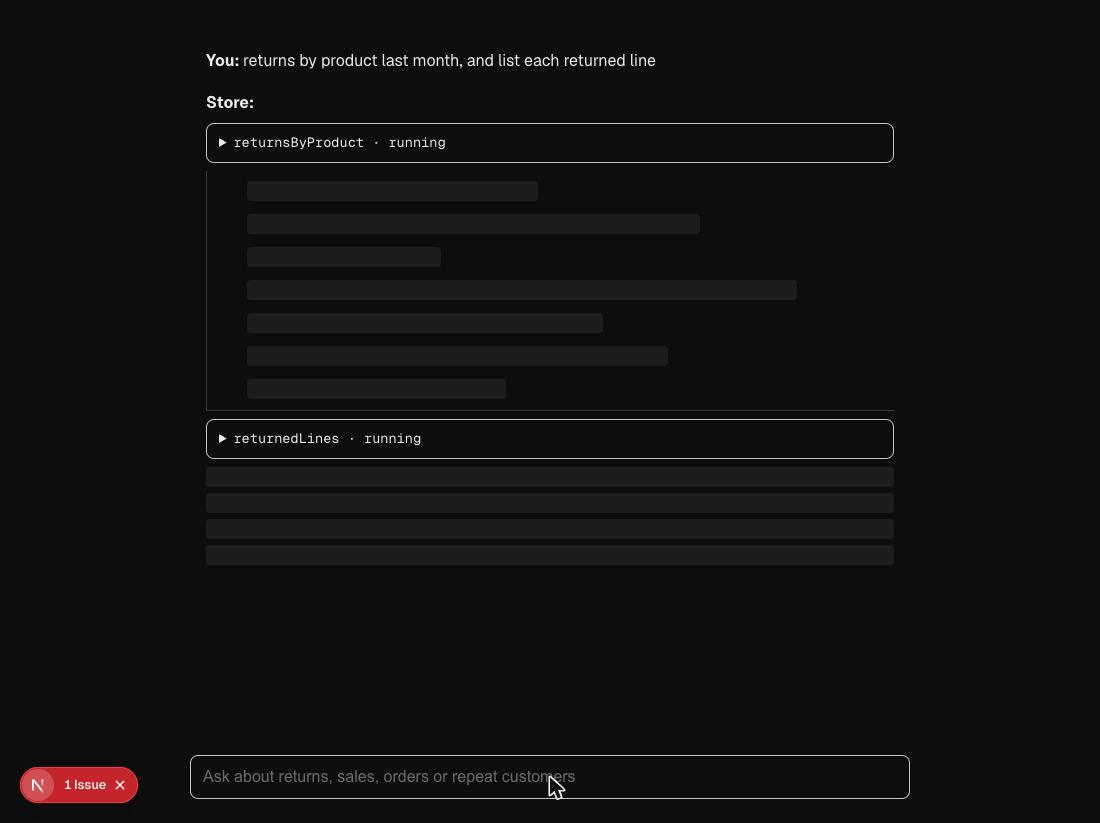 You: returns by product last month, and list each returned line
Store:
▶ returnsByProduct · running
▶ returnedLines · running
Ask about returns, sales, orders or repeat customers
N 1 Issue ×